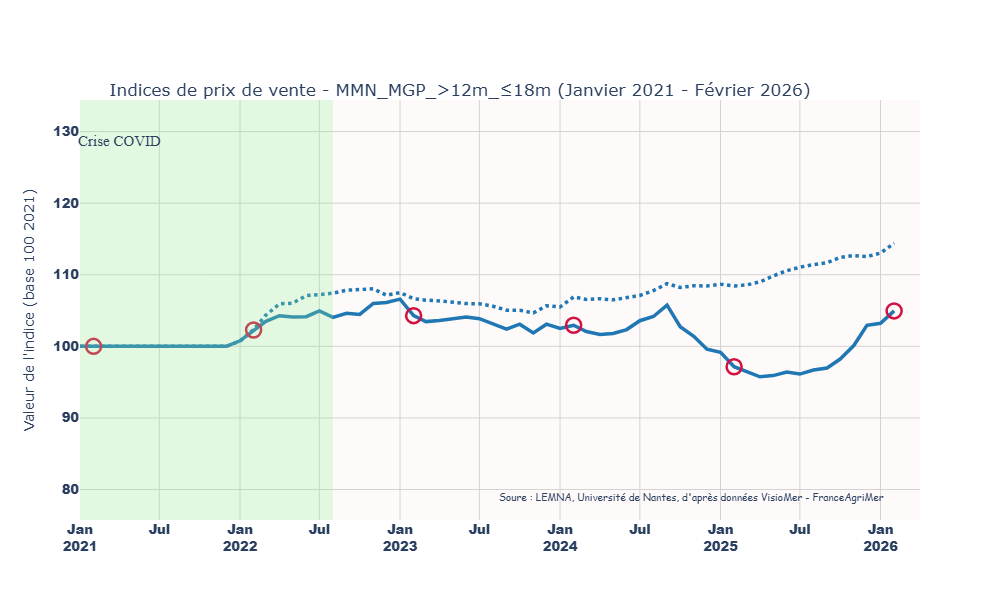 Indices de prix de vente - MMN_MGP_>12m_≤18m (Janvier 2021 - Février 2026)
Valeur de l'indice (base 100 2021)
130
Crise COVID
120
110
100
90
80
Soure : LEMNA, Université de Nantes, d'après données VisioMer - FranceAgriMer
Jan Jul Jan Jul Jan Jul Jan Jul Jan Jul Jan
2021 2022 2023 2024 2025 2026